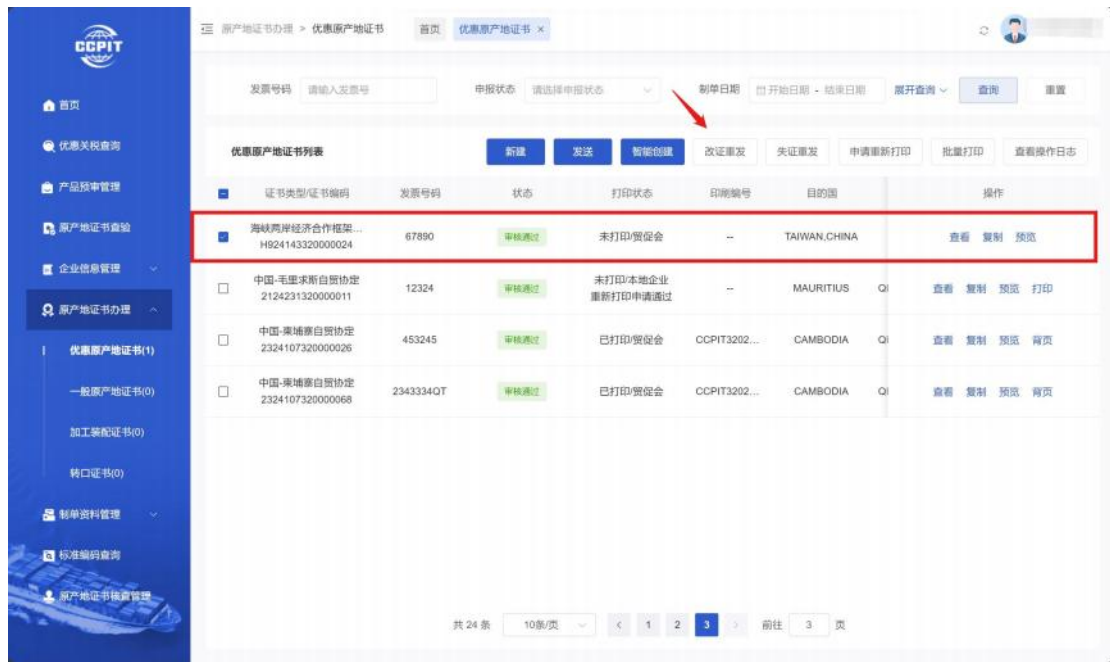 CCPIT
首页
优惠关税查询
产品预审管理
原产地证书查验
企业信息管理
原产地证书办理
优惠原产地证书(1)
一般原产地证书(0)
加工装配证书(0)
转口证书(0)
制单资料管理
标准编码查询
原产地证书核查管理
原产地证书办理 > 优惠原产地证书 首页 优惠原产地证书 ×
发票号码 请输入发票号 申报状态 请选择申报状态 制单日期 开始日期 - 结束日期 展开查询 查询 重置
优惠原产地证书列表 新建 发送 智能创建 改证重发 失证重发 申请重新打印 批量打印 查看操作日志
证书类型/证书编码 发票号码 状态 打印状态 印刷编号 目的国 操作
海峡两岸经济合作框架... 67890 审核通过 未打印/贸促会 -- TAIWAN,CHINA 查看 复制 预览
H924143320000024
中国-毛里求斯自贸协定 12324 审核通过 未打印/本地企业 -- MAURITIUS 查看 复制 预览 打印
2124231320000011 重新打印申请通过
中国-柬埔寨自贸协定 453245 审核通过 已打印/贸促会 CCPIT3202... CAMBODIA 查看 复制 预览 背页
2324107320000026
中国-柬埔寨自贸协定 2343334QT 审核通过 已打印/贸促会 CCPIT3202... CAMBODIA 查看 复制 预览 背页
2324107320000068
共 24 条 10条/页 < 1 2 3 > 前往 3 页